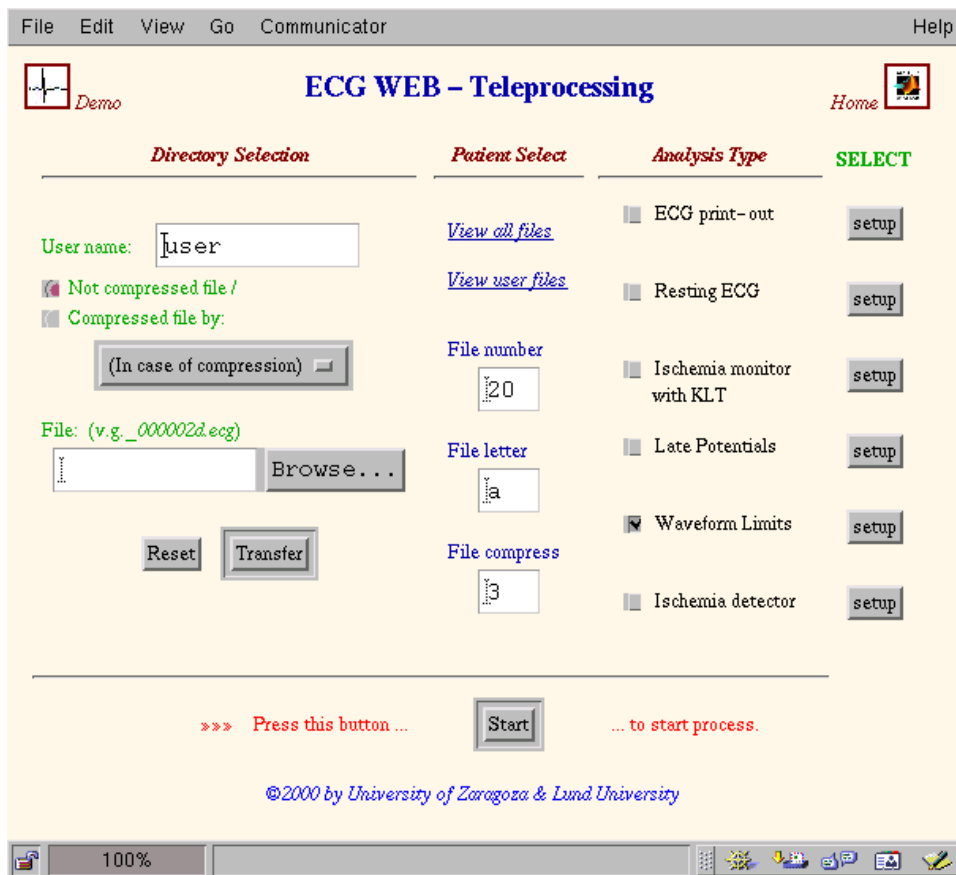 File Edit View Go Communicator Help
Demo
ECG WEB – Teleprocessing
Home
Directory Selection
Patient Select
Analysis Type
SELECT
User name: user
Not compressed file /
Compressed file by:
(In case of compression)
File: (v.g._000002d.ecg)
Browse...
Reset
Transfer
View all files
View user files
File number
20
File letter
a
File compress
3
ECG print-out
setup
Resting ECG
setup
Ischemia monitor
with KLT
setup
Late Potentials
setup
Waveform Limits
setup
Ischemia detector
setup
»»» Press this button ... Start ... to start process.
©2000 by University of Zaragoza & Lund University
100%